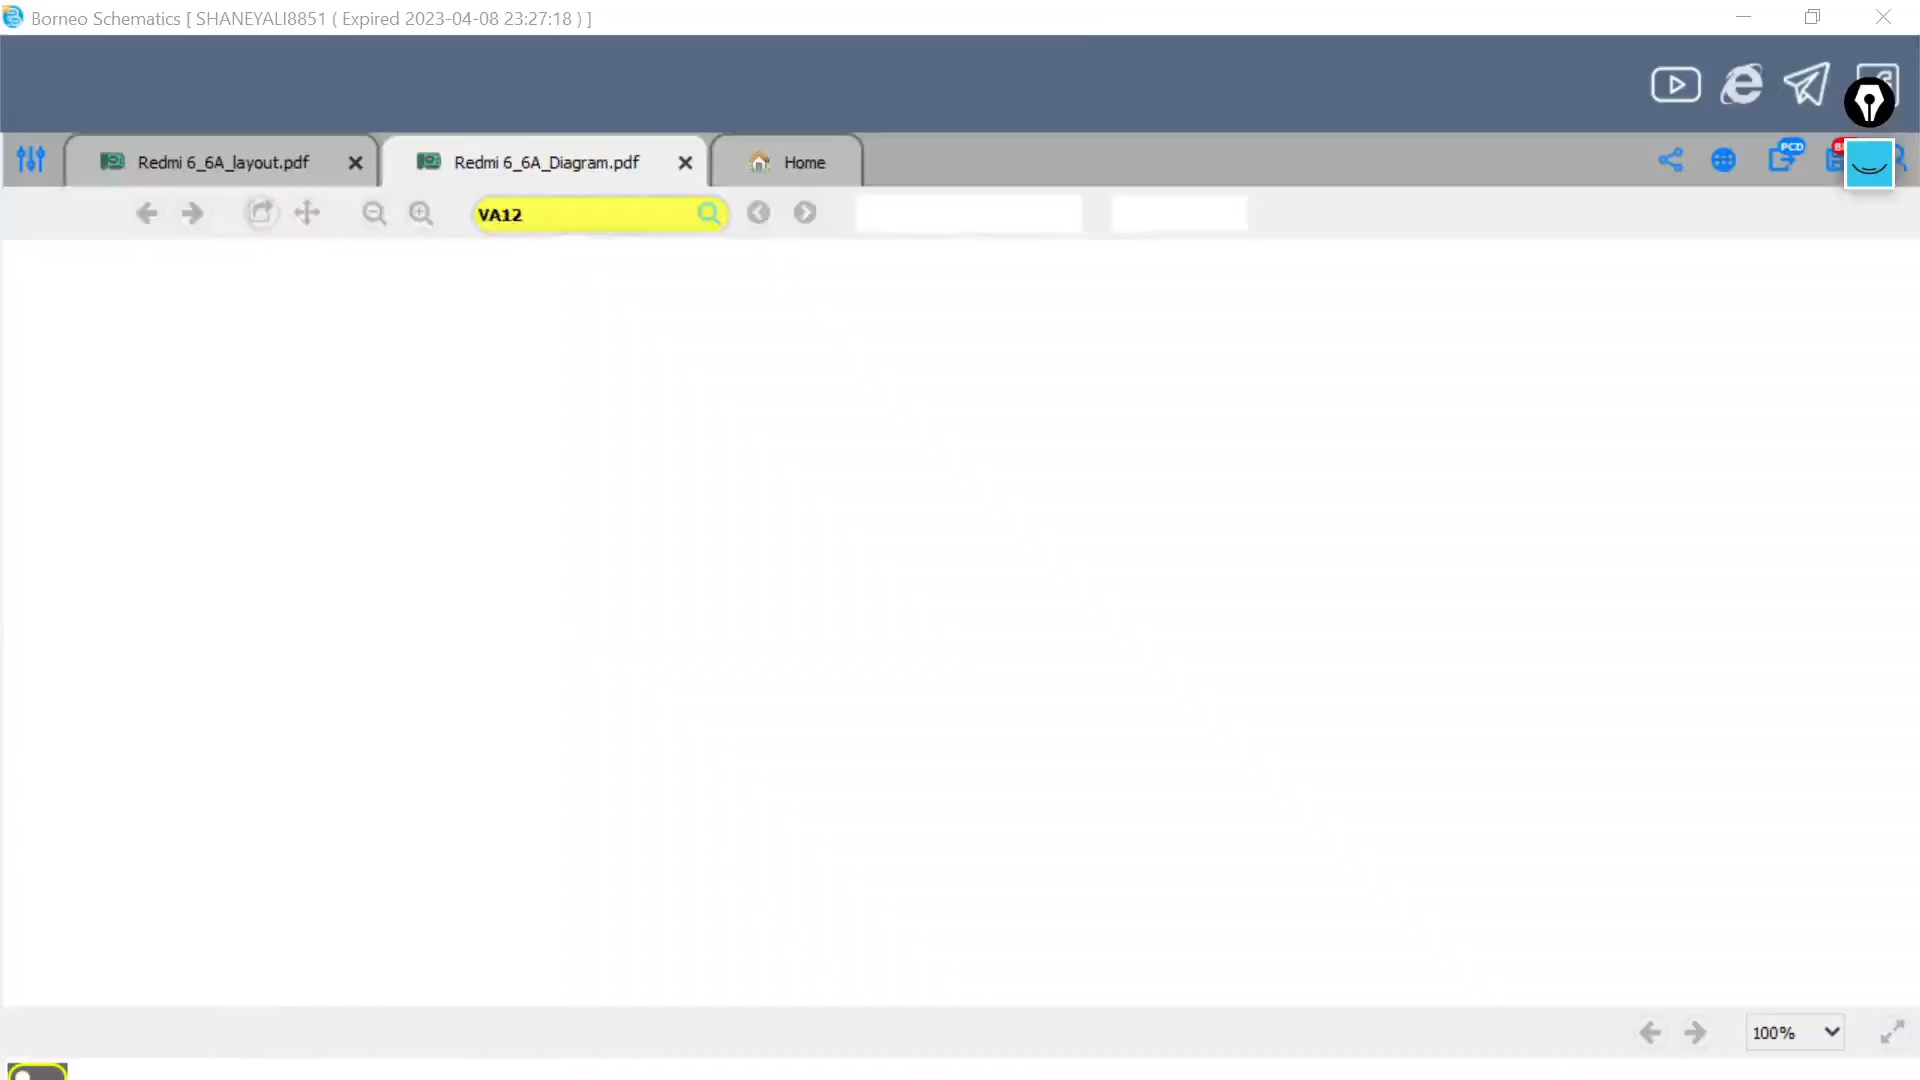 Borneo Schematics [ SHANEYALI8851 ( Expired 2023-04-08 23:27:18 ) ]
Redmi 6_6A_layout.pdf
Redmi 6_6A_Diagram.pdf
Home
PCD
VA12
100%